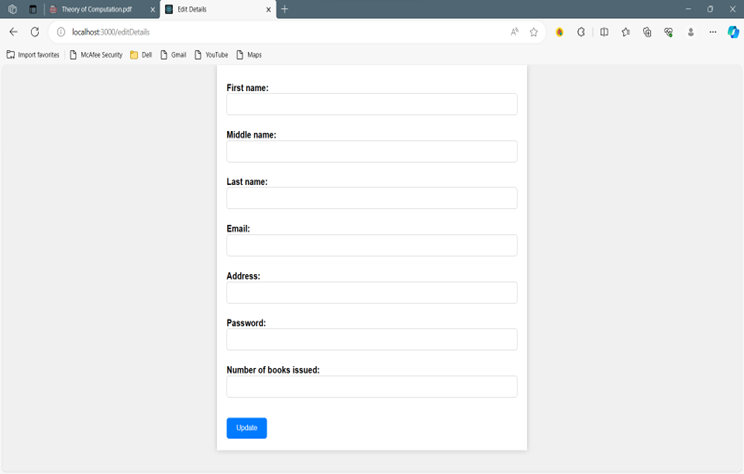 Theory of Computation.pdf
Edit Details
localhost:3000/editDetails
Import favorites
McAfee Security
Dell
Gmail
YouTube
Maps
First name:
Middle name:
Last name:
Email:
Address:
Password:
Number of books issued:
Update